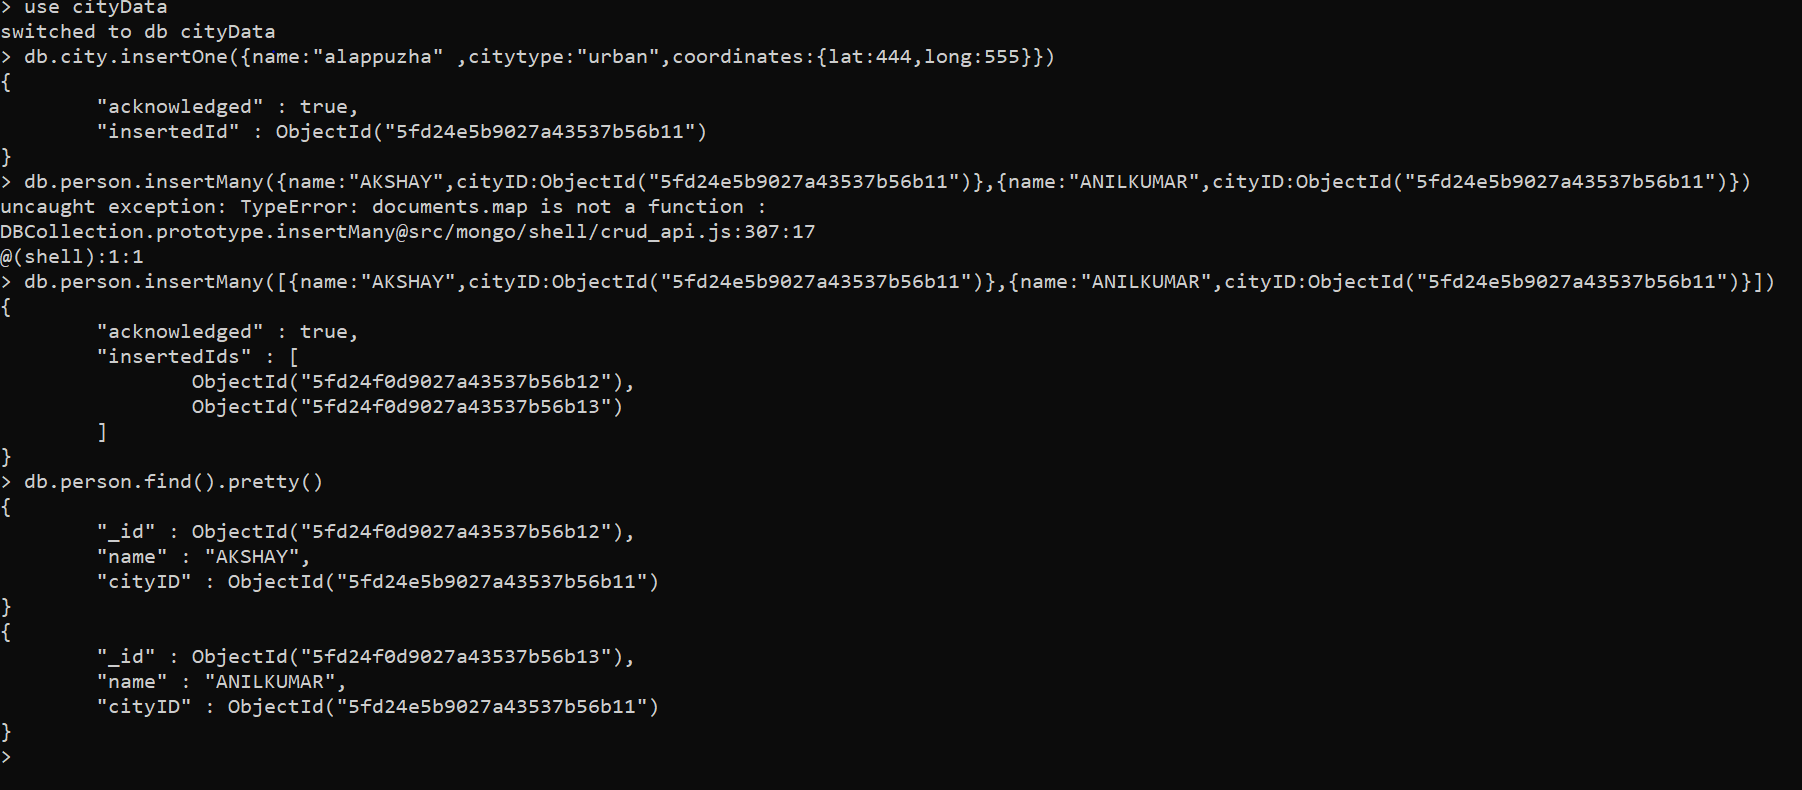 > use cityData
switched to db cityData
> db.city.insertOne({name:"alappuzha" ,citytype:"urban",coordinates:{lat:444,long:555}})
{
        "acknowledged" : true,
        "insertedId" : ObjectId("5fd24e5b9027a43537b56b11")
}
> db.person.insertMany({name:"AKSHAY",cityID:ObjectId("5fd24e5b9027a43537b56b11")},{name:"ANILKUMAR",cityID:ObjectId("5fd24e5b9027a43537b56b11")})
uncaught exception: TypeError: documents.map is not a function :
DBCollection.prototype.insertMany@src/mongo/shell/crud_api.js:307:17
@(shell):1:1
> db.person.insertMany([{name:"AKSHAY",cityID:ObjectId("5fd24e5b9027a43537b56b11")},{name:"ANILKUMAR",cityID:ObjectId("5fd24e5b9027a43537b56b11")}])
{
        "acknowledged" : true,
        "insertedIds" : [
                ObjectId("5fd24f0d9027a43537b56b12"),
                ObjectId("5fd24f0d9027a43537b56b13")
        ]
}
> db.person.find().pretty()
{
        "_id" : ObjectId("5fd24f0d9027a43537b56b12"),
        "name" : "AKSHAY",
        "cityID" : ObjectId("5fd24e5b9027a43537b56b11")
}
{
        "_id" : ObjectId("5fd24f0d9027a43537b56b13"),
        "name" : "ANILKUMAR",
        "cityID" : ObjectId("5fd24e5b9027a43537b56b11")
}
>